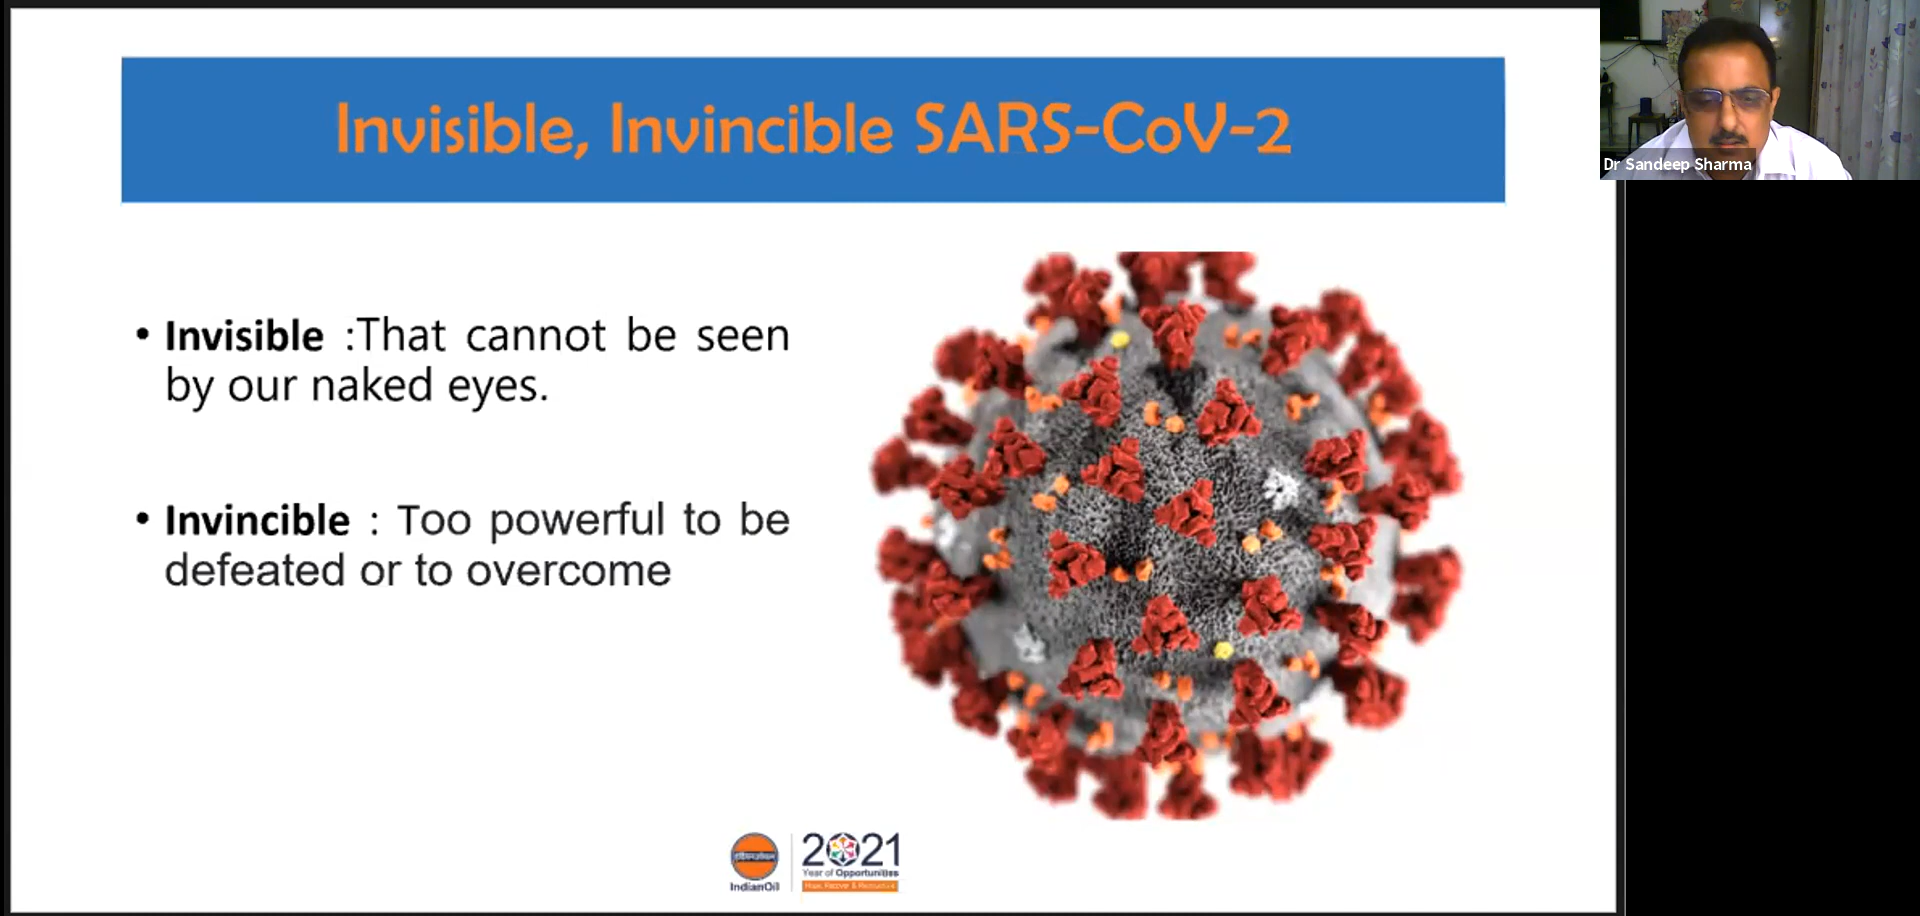 Invisible, Invincible SARS-CoV-2
• Invisible :That cannot be seen
by our naked eyes.
• Invincible : Too powerful to be
defeated or to overcome
IndianOil
2021
Year of Opportunities
Dr Sandeep Sharma